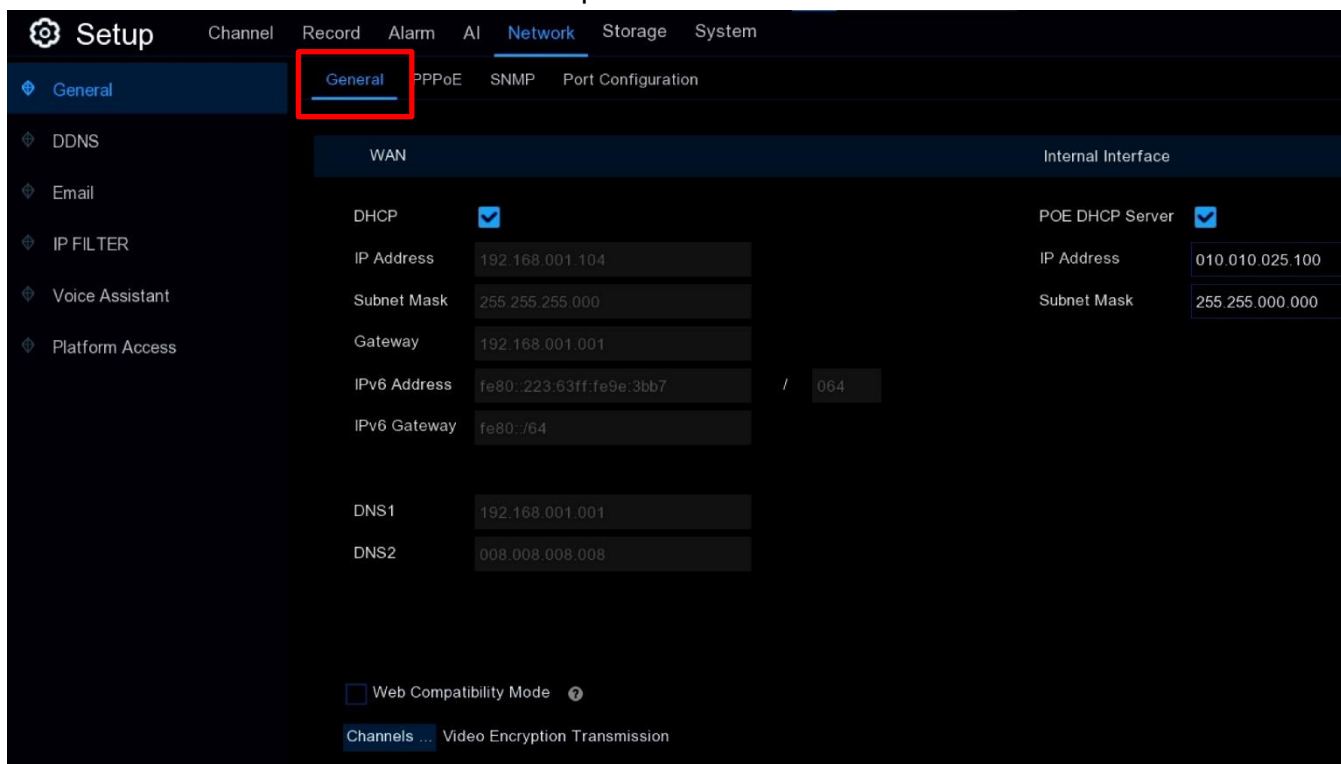 Setup Channel Record Alarm AI Network Storage System
General PPPoE SNMP Port Configuration
General
DDNS
Email
IP FILTER
Voice Assistant
Platform Access
WAN Internal Interface
DHCP POE DHCP Server
IP Address 192.168.001.104 IP Address 010.010.025.100
Subnet Mask 255.255.255.000 Subnet Mask 255.255.000.000
Gateway 192.168.001.001
IPv6 Address fe80::223:63ff:fe9e:3bb7 / 064
IPv6 Gateway fe80::/64
DNS1 192.168.001.001
DNS2 008.008.008.008
Web Compatibility Mode ?
Channels ... Video Encryption Transmission